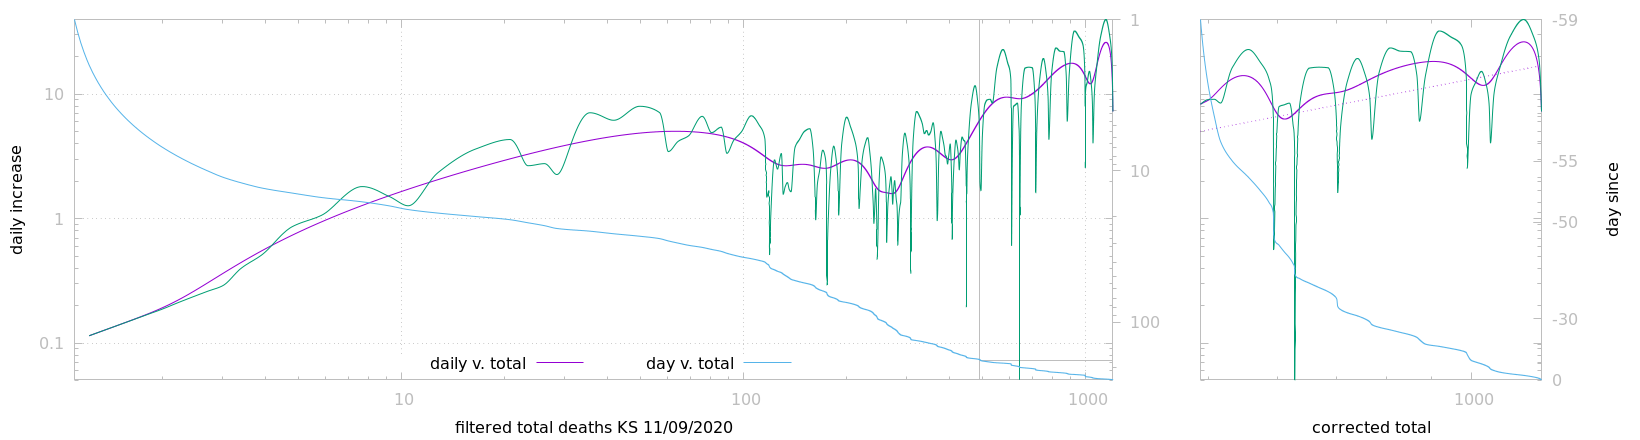 daily increase
10
1
0.1
daily v. total
day v. total
10
100
1000
filtered total deaths KS 11/09/2020
1
10
100
1000
corrected total
-59
-55
-50
-30
0
day since